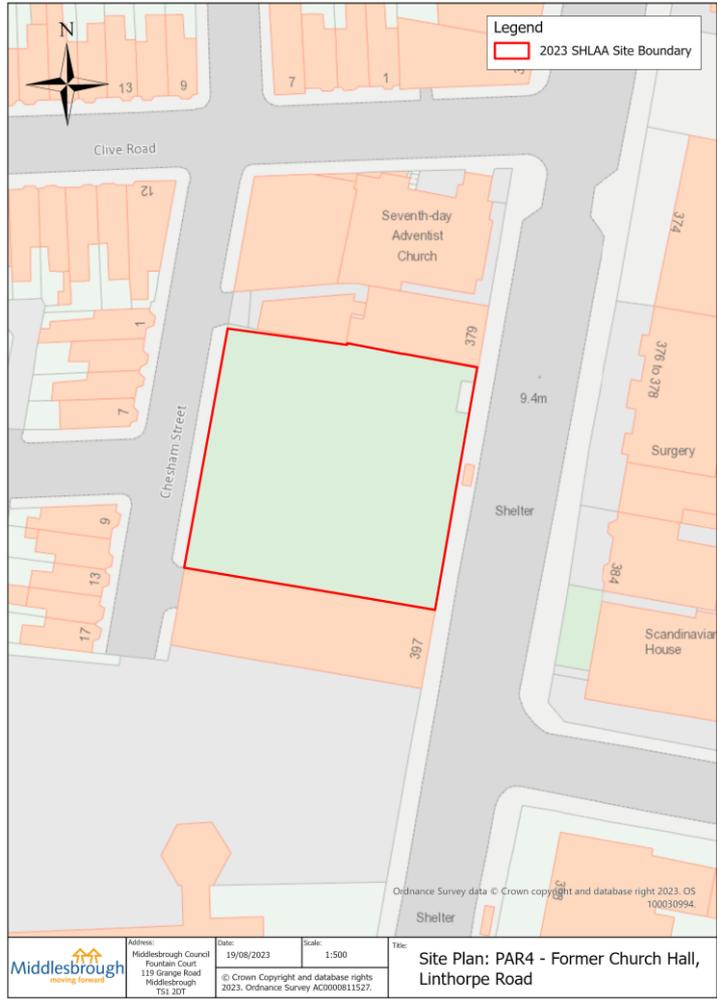 Legend
2023 SHLAA Site Boundary
N
13
9
7
1
Clive Road
12
Seventh-day
Adventist
Church
374
1
379
376 to 378
9.4m
7
Chesham Street
Surgery
9
Shelter
13
384
17
397
Scandinavian
House
Ordnance Survey data © Crown copyright and database right 2023. OS
100030994.
Shelter
Middlesbrough
moving forward
Address:
Middlesbrough Council
Fountain Court
119 Grange Road
Middlesbrough
TS1 2DT
Date:
19/08/2023
Scale:
1:500
© Crown Copyright and database rights
2023. Ordnance Survey AC0000811527.
Title:
Site Plan: PAR4 - Former Church Hall,
Linthorpe Road